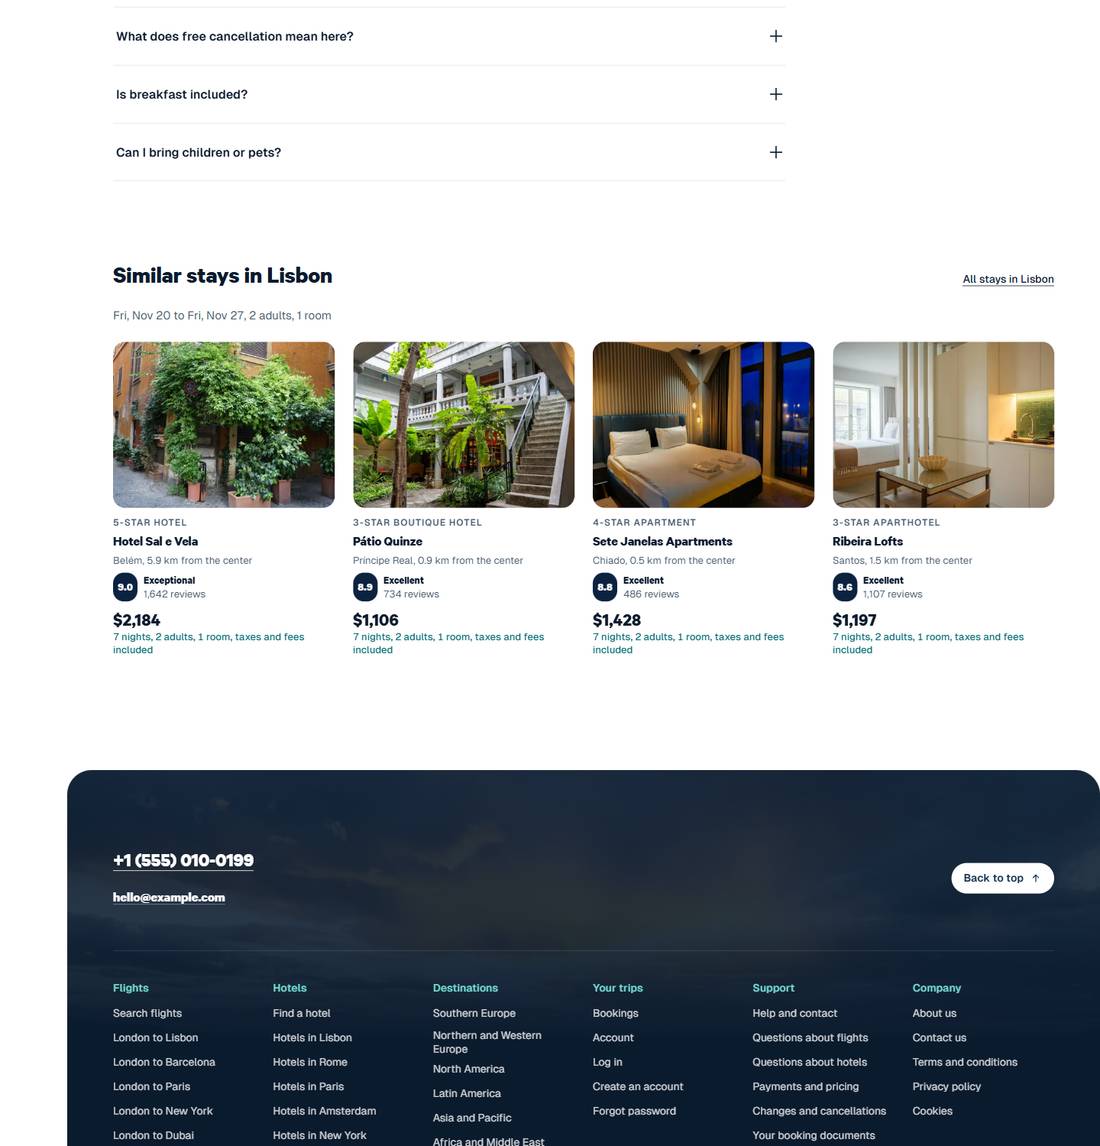 What does free cancellation mean here?
Is breakfast included?
Can I bring children or pets?
Similar stays in Lisbon
All stays in Lisbon
Fri, Nov 20 to Fri, Nov 27, 2 adults, 1 room
5-STAR HOTEL
Hotel Sal e Vela
Belém, 5.9 km from the center
9.0
Exceptional
1,642 reviews
$2,184
7 nights, 2 adults, 1 room, taxes and fees
included
3-STAR BOUTIQUE HOTEL
Pátio Quinze
Príncipe Real, 0.9 km from the center
8.9
Excellent
734 reviews
$1,106
7 nights, 2 adults, 1 room, taxes and fees
included
4-STAR APARTMENT
Sete Janelas Apartments
Chiado, 0.5 km from the center
8.8
Excellent
486 reviews
$1,428
7 nights, 2 adults, 1 room, taxes and fees
included
3-STAR APARTHOTEL
Ribeira Lofts
Santos, 1.5 km from the center
8.6
Excellent
1,107 reviews
$1,197
7 nights, 2 adults, 1 room, taxes and fees
included
+1 (555) 010-0199
hello@example.com
Back to top ↑
Flights
Search flights
London to Lisbon
London to Barcelona
London to Paris
London to New York
London to Dubai
Hotels
Find a hotel
Hotels in Lisbon
Hotels in Rome
Hotels in Paris
Hotels in Amsterdam
Hotels in New York
Destinations
Southern Europe
Northern and Western
Europe
North America
Latin America
Asia and Pacific
Africa and Middle East
Your trips
Bookings
Account
Log in
Create an account
Forgot password
Support
Help and contact
Questions about flights
Questions about hotels
Payments and pricing
Changes and cancellations
Your booking documents
Company
About us
Contact us
Terms and conditions
Privacy policy
Cookies